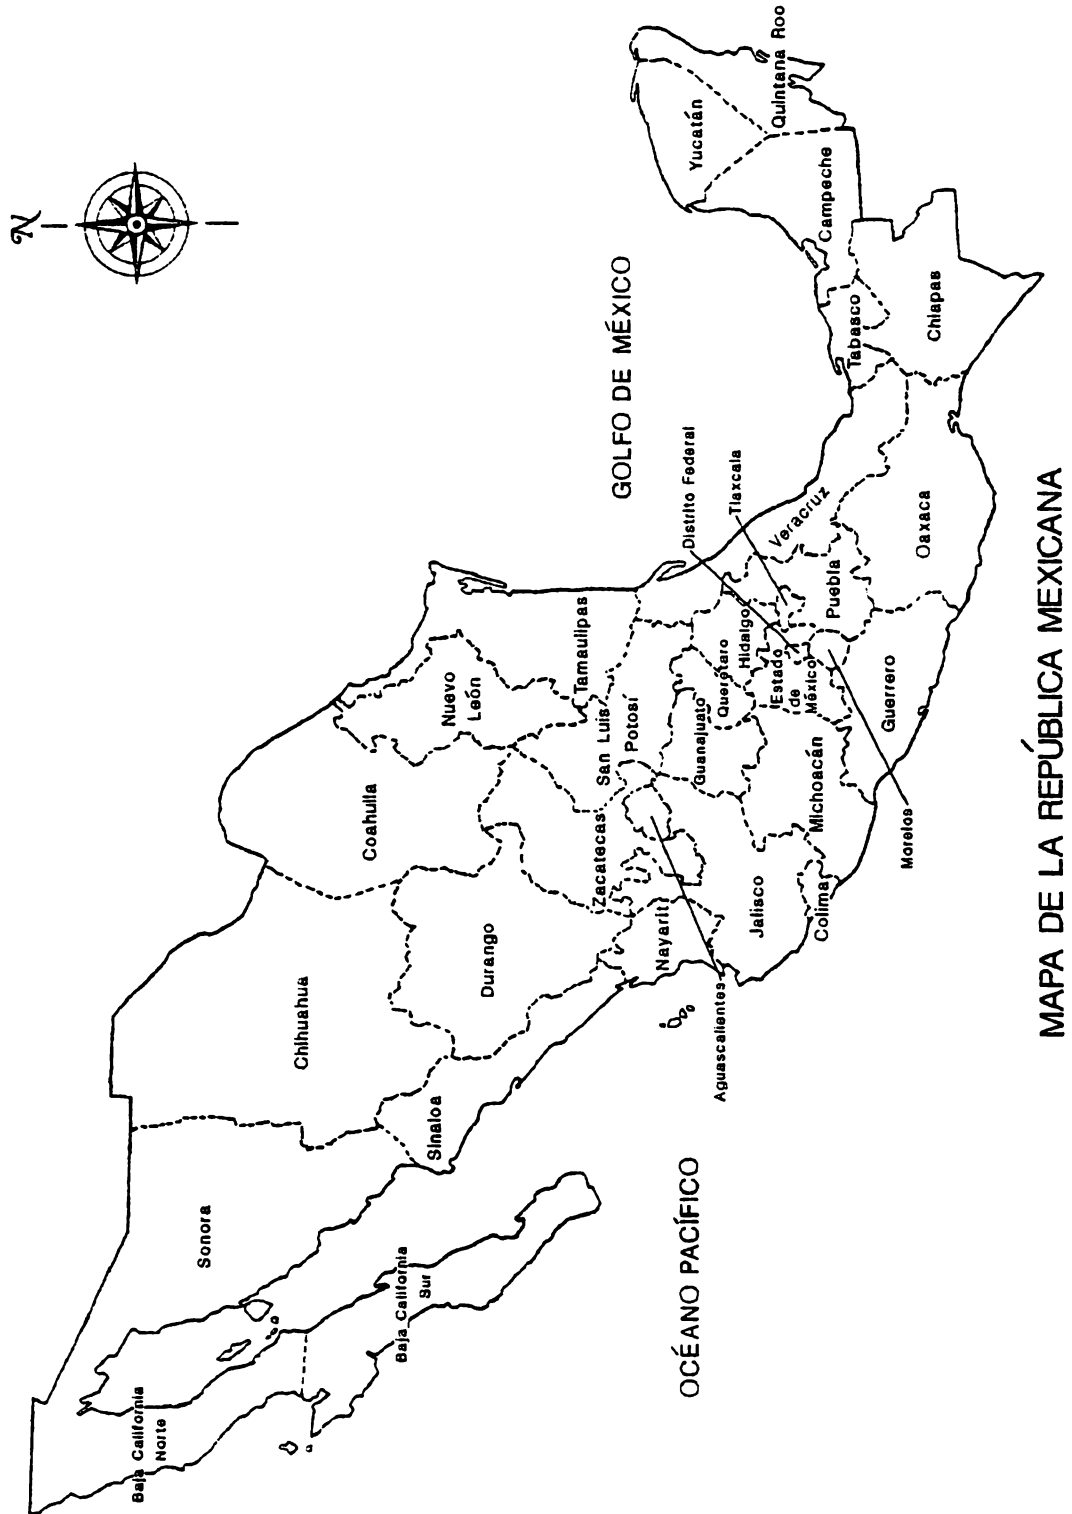 N
Baja California
Norte
Baja California
Sur
Sonora
Chihuahua
Coahuila
Nuevo
León
Tamaulipas
Sinaloa
Durango
Zacatecas
San Luis
Potosí
Nayarit
Aguascalientes
Jalisco
Guanajuato
Querétaro
Hidalgo
Estado
de
México
Distrito Federal
Tlaxcala
Colima
Michoacán
Morelos
Guerrero
Puebla
Veracruz
Oaxaca
Tabasco
Chiapas
Campeche
Yucatán
Quintana Roo
GOLFO DE MÉXICO
OCÉANO PACÍFICO
MAPA DE LA REPÚBLICA MEXICANA